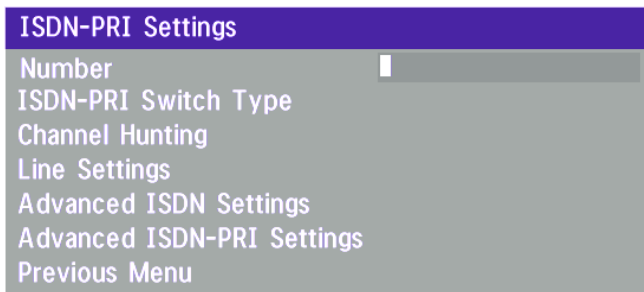 ISDN-PRI Settings
Number
ISDN-PRI Switch Type
Channel Hunting
Line Settings
Advanced ISDN Settings
Advanced ISDN-PRI Settings
Previous Menu